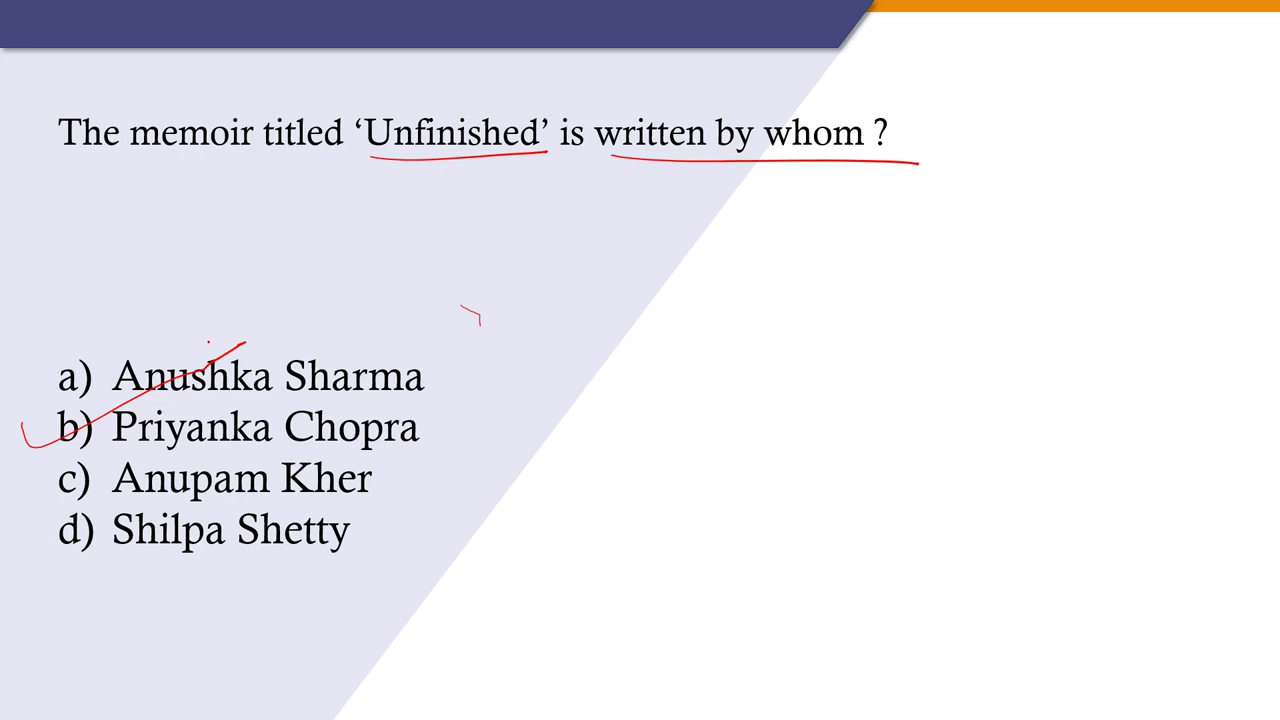 The memoir titled ‘Unfinished’ is written by whom ?
a) Anushka Sharma
b) Priyanka Chopra
c) Anupam Kher
d) Shilpa Shetty